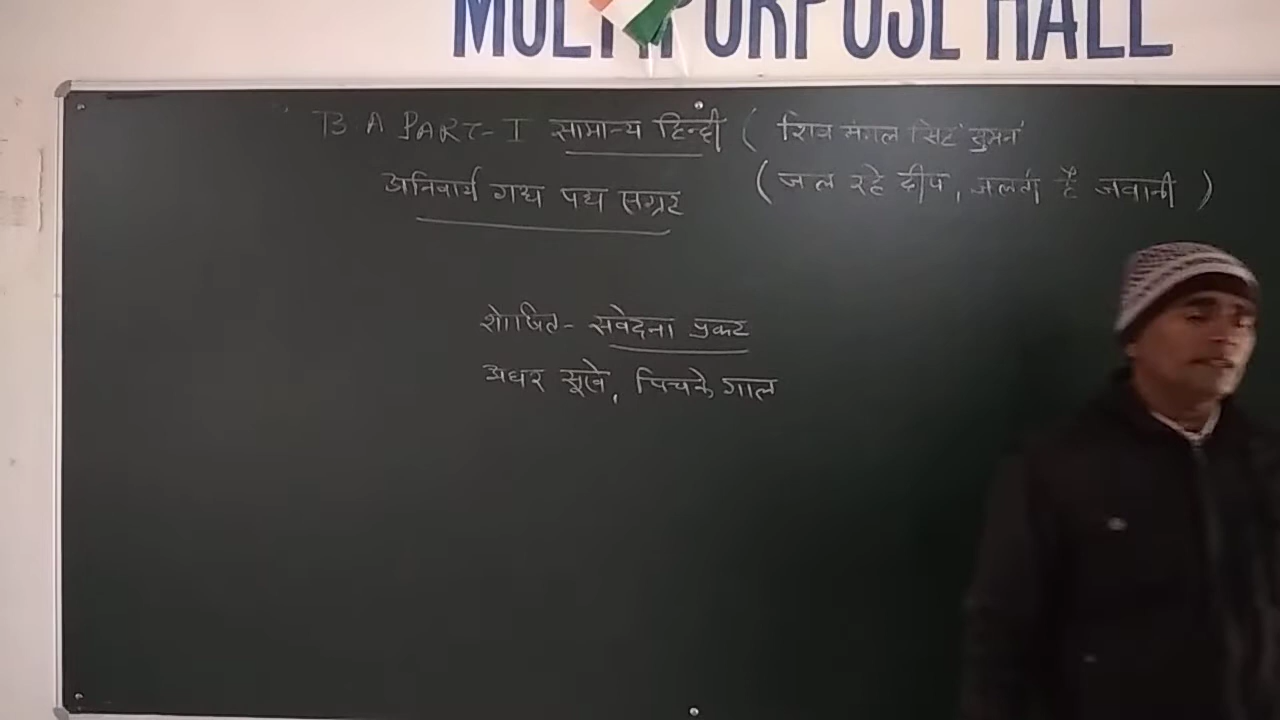 MULTIPURPOSE HALL
B A PART-I सामान्य हिन्दी ( शिव मंगल सिंह सुमन
अनिवार्य गद्य पद्य संग्रह (जल रहे दीप, जलती है जवानी)
शोषित - संवेदना प्रकट
अधर सूखे, पिचके गाल